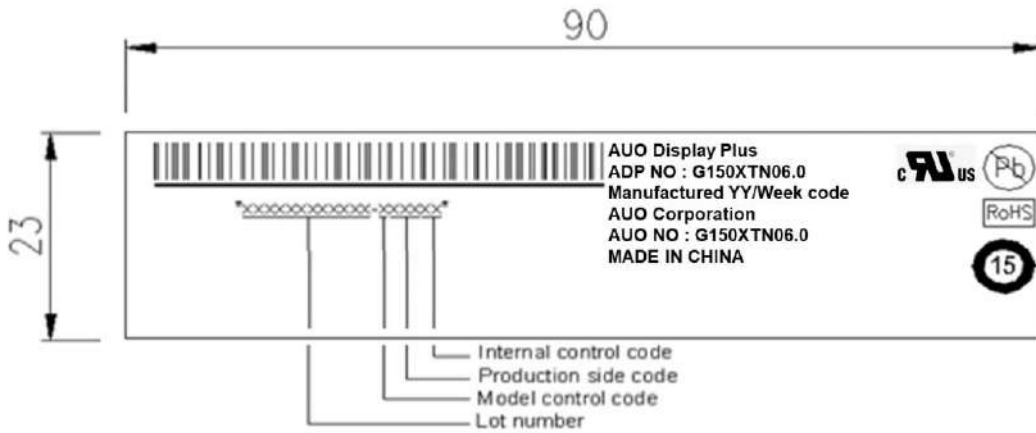 90
23
AUO Display Plus
ADP NO : G150XTN06.0
Manufactured YY/Week code
AUO Corporation
AUO NO : G150XTN06.0
MADE IN CHINA
c RU US
Pb
RoHS
15
*XXXXXXXXXXXX-XXXXXX*
Internal control code
Production side code
Model control code
Lot number